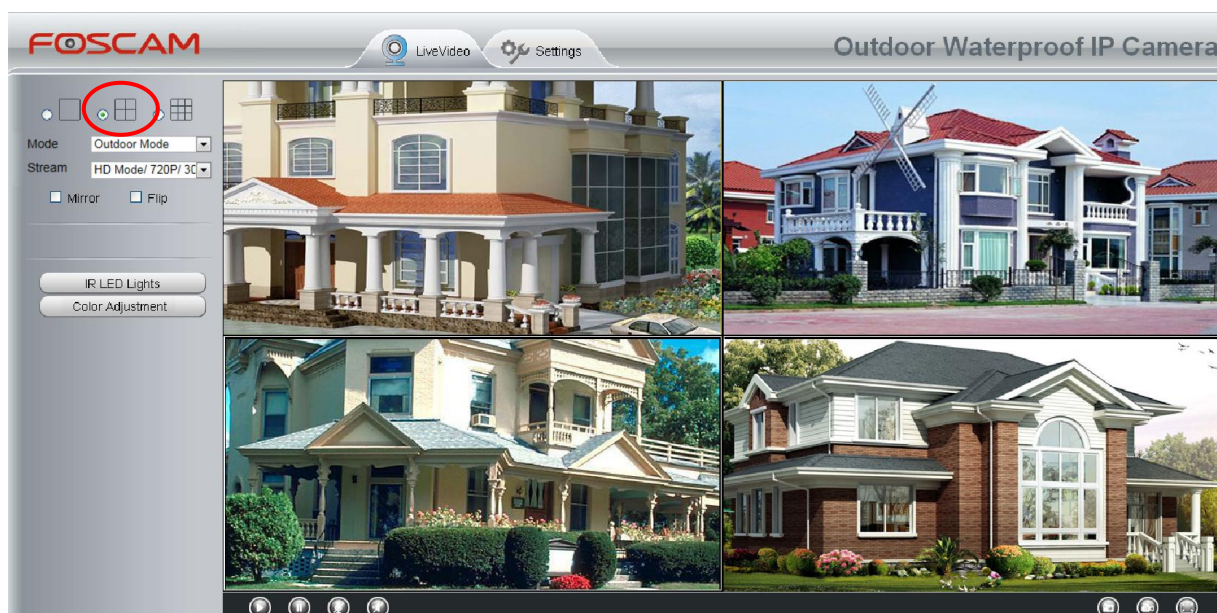 FOSCAM
LiveVideo
Settings
Outdoor Waterproof IP Camera
Mode
Outdoor Mode
Stream
HD Mode/ 720P/ 30
Mirror
Flip
IR LED Lights
Color Adjustment